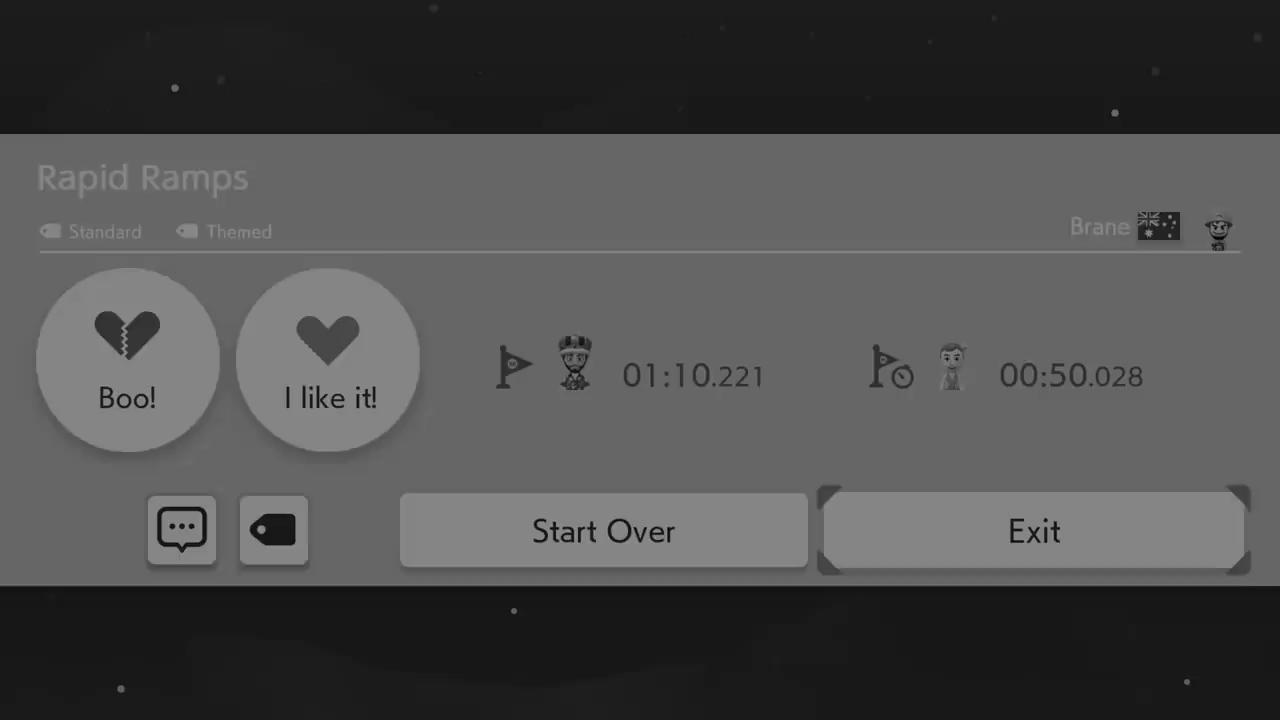 Rapid Ramps
Standard Themed
Brane
Boo!
I like it!
01:10.221
00:50.028
Start Over
Exit